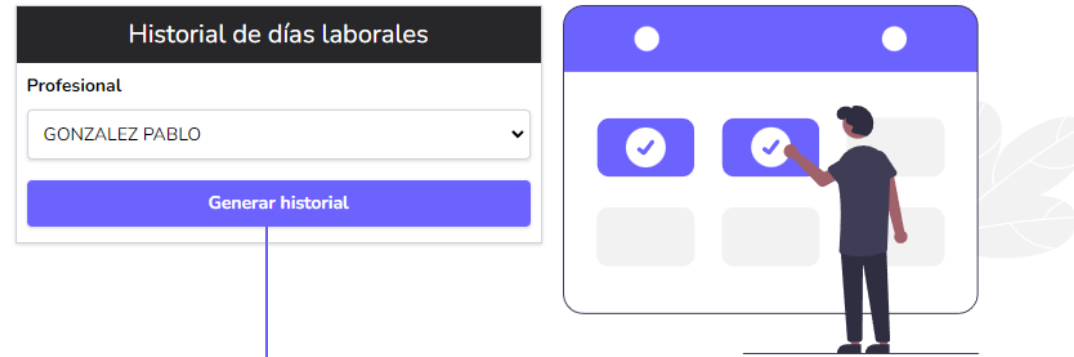 Historial de días laborales
Profesional
GONZALEZ PABLO
Generar historial